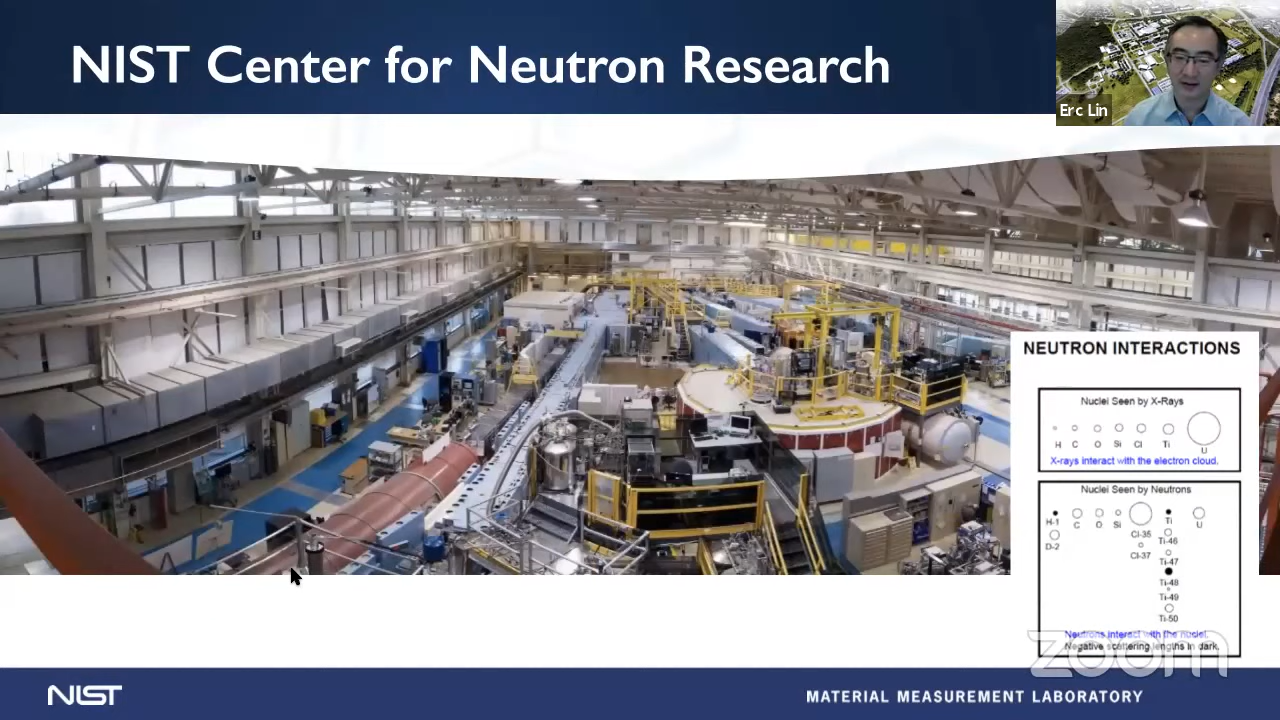 NIST Center for Neutron Research
Erc Lin
NEUTRON INTERACTIONS
Nuclei Seen by X-Rays
H C O Si Cl Ti U
X-rays interact with the electron cloud.
Nuclei Seen by Neutrons
H-1 C O Si Cl-35 Ti U
D-2 Cl-37 Ti-46
Ti-47
Ti-48
Ti-49
Ti-50
Neutrons interact with the nuclei.
Negative scattering lengths in dark.
zoom
NIST
MATERIAL MEASUREMENT LABORATORY